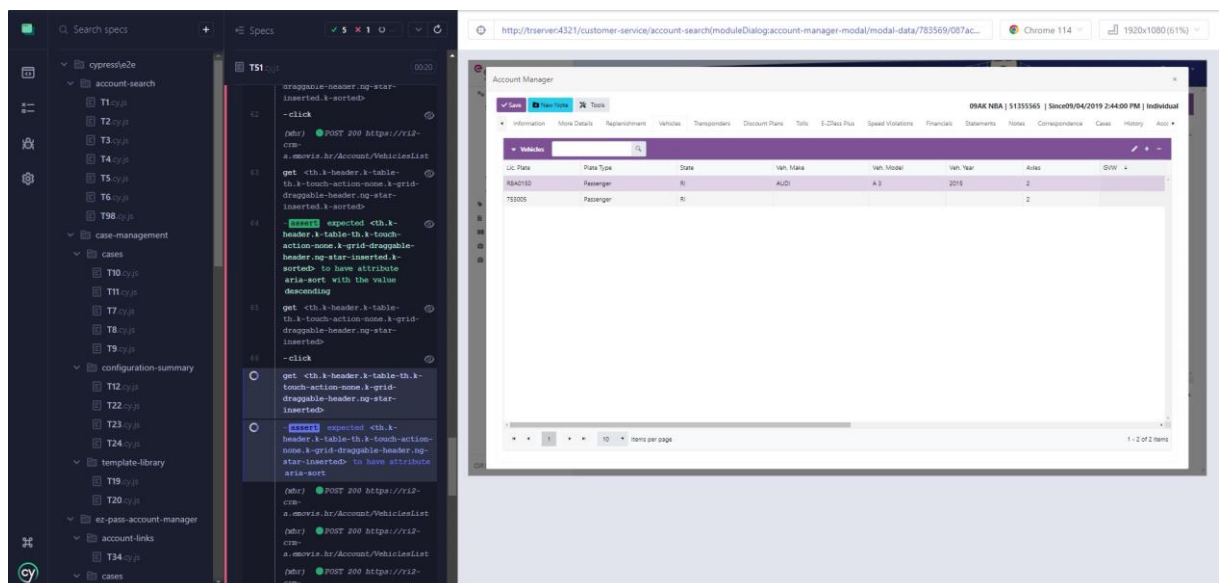 Search specs
+
cypress\e2e
account-search
T1.cy.js
T2.cy.js
T3.cy.js
T4.cy.js
T5.cy.js
T6.cy.js
T98.cy.js
case-management
cases
T10.cy.js
T11.cy.js
T7.cy.js
T8.cy.js
T9.cy.js
configuration-summary
T12.cy.js
T22.cy.js
T23.cy.js
T24.cy.js
template-library
T19.cy.js
T20.cy.js
ez-pass-account-manager
account-links
T34.cy.js
cases
cy
Specs
5
1
T51.cy.js
00:20
draggable-header.ng-star-
inserted.k-sorted>
62 -click
(xhr) POST 200 https://ri2-
crm-
a.emovis.hr/Account/VehiclesList
63 get <th.k-header.k-table-
th.k-touch-action-none.k-grid-
draggable-header.ng-star-
inserted.k-sorted>
64 -assert expected <th.k-
header.k-table-th.k-touch-
action-none.k-grid-draggable-
header.ng-star-inserted.k-
sorted> to have attribute
aria-sort with the value
descending
65 get <th.k-header.k-table-
th.k-touch-action-none.k-grid-
draggable-header.ng-star-
inserted>
66 -click
get <th.k-header.k-table-th.k-
touch-action-none.k-grid-
draggable-header.ng-star-
inserted>
-assert expected <th.k-
header.k-table-th.k-touch-action-
none.k-grid-draggable-header.ng-
star-inserted> to have attribute
aria-sort
(xhr) POST 200 https://ri2-
crm-
a.emovis.hr/Account/VehiclesList
(xhr) POST 200 https://ri2-
crm-
a.emovis.hr/Account/VehiclesList
(xhr) POST 200 https://ri2-
http://trserver:4321/customer-service/account-search(moduleDialog:account-manager-modal/modal-data/783569/087ac...
Chrome 114
1920x1080 (61%)
Account Manager
Save New Note Tools
09AK NBA | 51355565 | Since09/04/2019 2:44:00 PM | Individual
Information More Details Replenishment Vehicles Transponders Discount Plans Tolls E-ZPass Plus Speed Violations Financials Statements Notes Correspondence Cases History Acc
Vehicles
Lic. Plate Plate Type State Veh. Make Veh. Model Veh. Year Axles GVW
RBA0150 Passenger RI AUDI A 3 2015 2
753005 Passenger RI 2
1 10 items per page
1 - 2 of 2 items